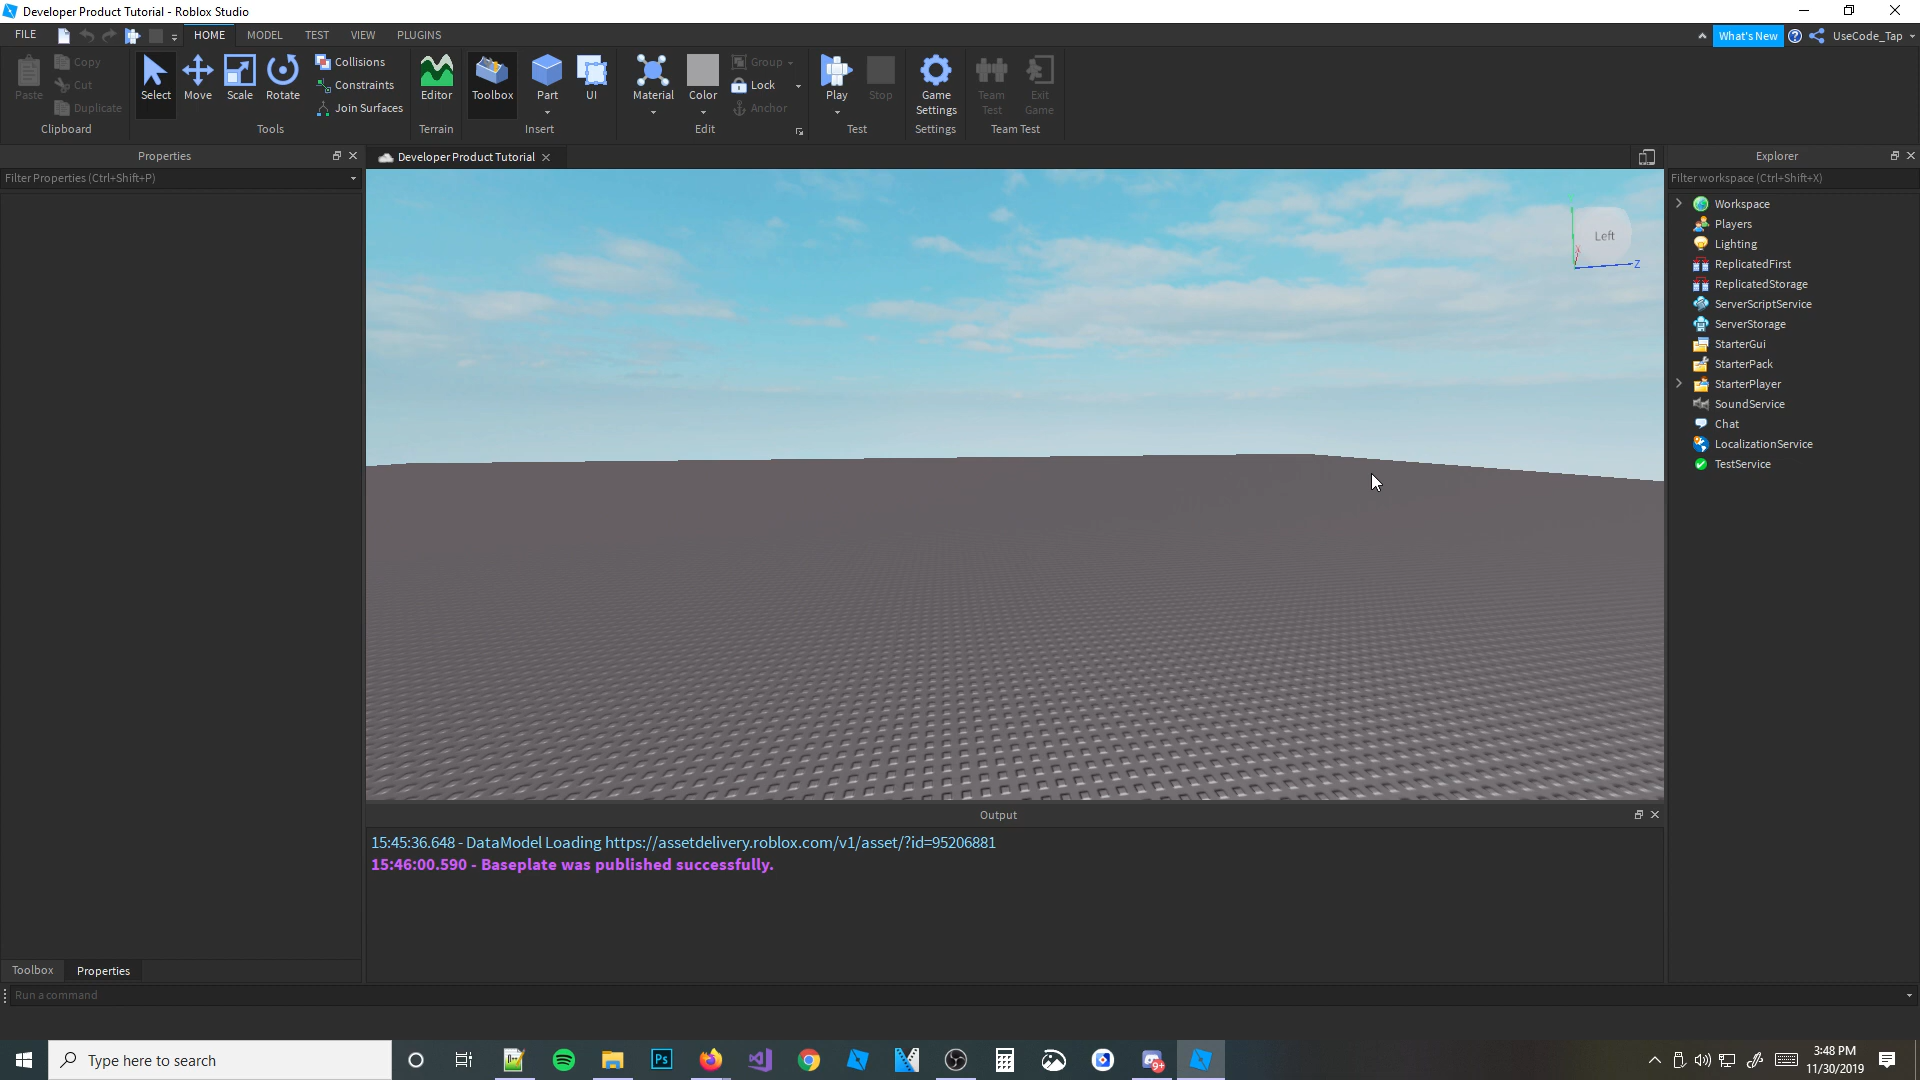 Developer Product Tutorial - Roblox Studio
FILE
HOME
MODEL
TEST
VIEW
PLUGINS
What's New
UseCode_Tap
Paste
Copy
Cut
Duplicate
Clipboard
Select
Move
Scale
Rotate
Collisions
Constraints
Join Surfaces
Tools
Editor
Terrain
Toolbox
Part
UI
Insert
Material
Color
Group
Lock
Anchor
Edit
Play
Stop
Test
Game
Settings
Settings
Team
Test
Exit
Game
Team Test
Properties
Filter Properties (Ctrl+Shift+P)
Developer Product Tutorial
Left
Z
Explorer
Filter workspace (Ctrl+Shift+X)
Workspace
Players
Lighting
ReplicatedFirst
ReplicatedStorage
ServerScriptService
ServerStorage
StarterGui
StarterPack
StarterPlayer
SoundService
Chat
LocalizationService
TestService
Output
15:45:36.648 - DataModel Loading https://assetdelivery.roblox.com/v1/asset/?id=95206881
15:46:00.590 - Baseplate was published successfully.
Toolbox
Properties
Run a command
Type here to search
Ps
9+
3:48 PM
11/30/2019